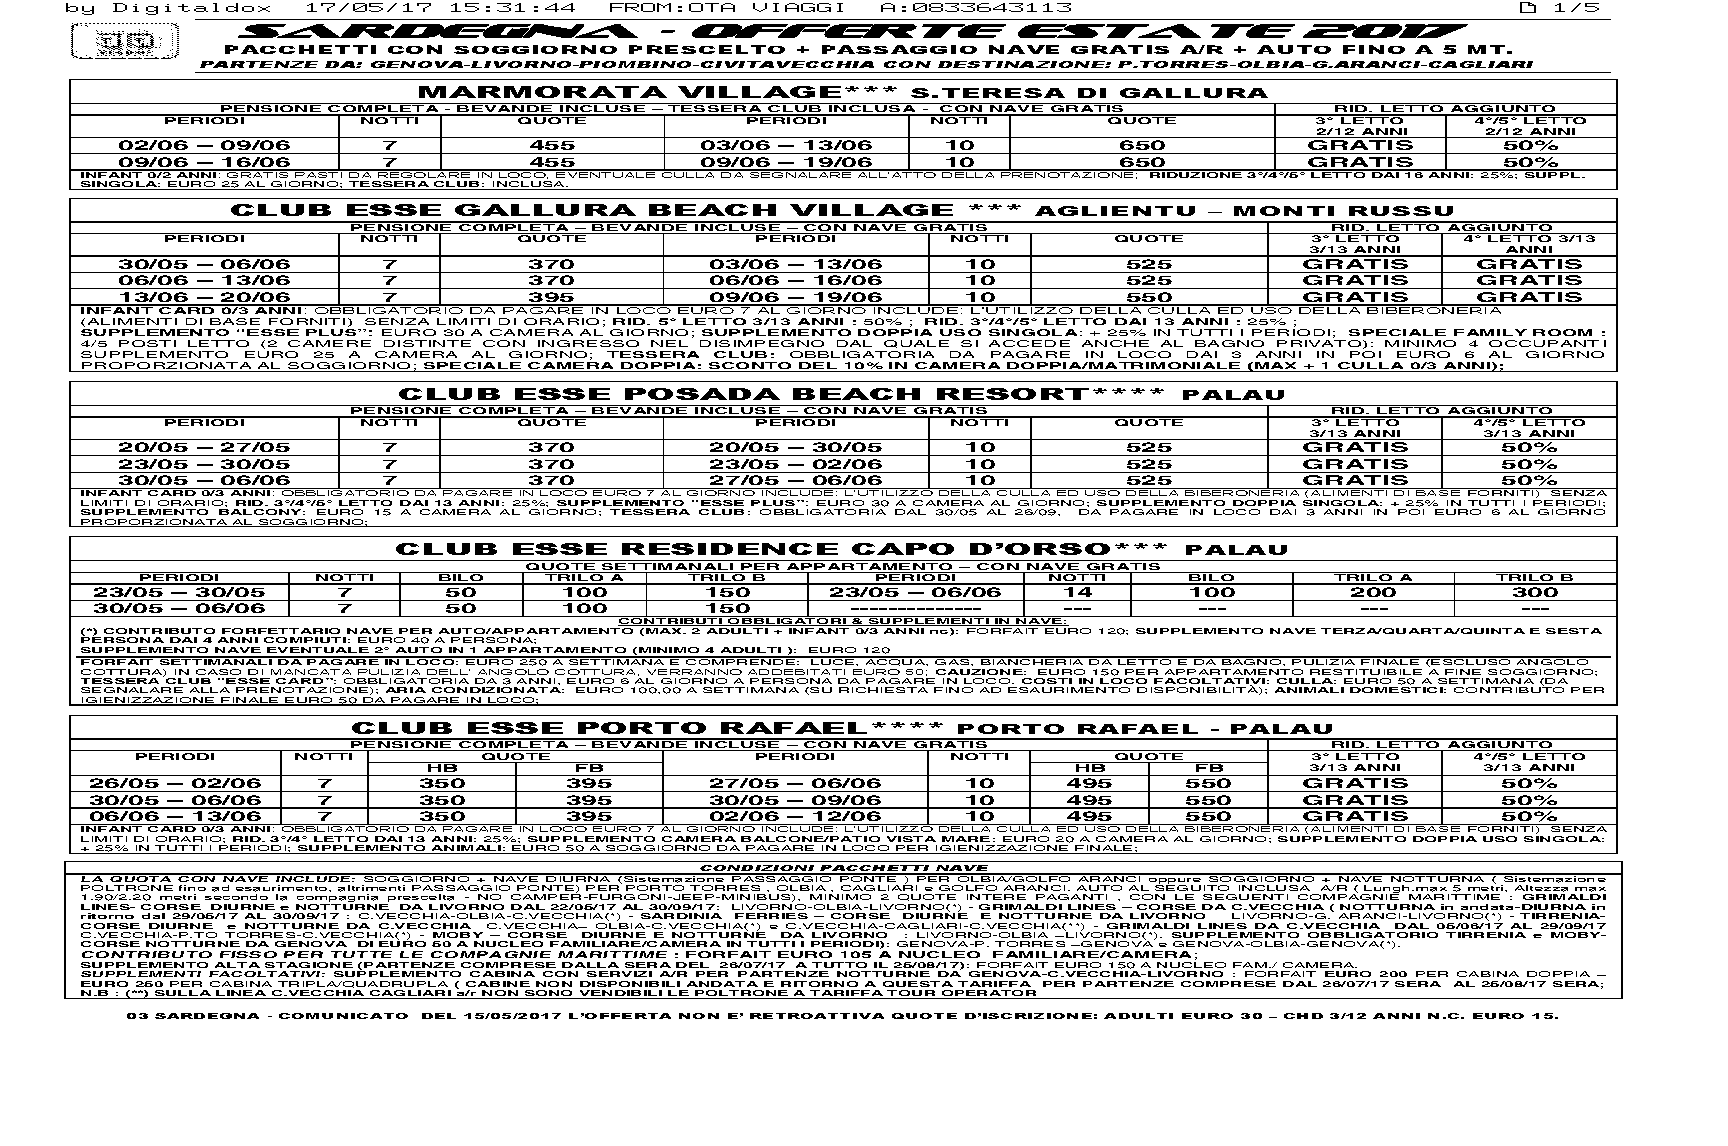 by Digitaldox 17/05/17 15:31:44 FROM:OTA VIAGGI A:0833643113 1/5
SARDEGNA - OFFERTE ESTATE 2017
PACCHETTI CON SOGGIORNO PRESCELTO + PASSAGGIO NAVE GRATIS A/R + AUTO FINO A 5 MT.
PARTENZE DA: GENOVA-LIVORNO-PIOMBINO-CIVITAVECCHIA CON DESTINAZIONE: P.TORRES-OLBIA-G.ARANCI-CAGLIARI
MARMORATA VILLAGE*** S.TERESA DI GALLURA
PENSIONE COMPLETA - BEVANDE INCLUSE – TESSERA CLUB INCLUSA - CON NAVE GRATIS RID. LETTO AGGIUNTO
PERIODI NOTTI QUOTE PERIODI NOTTI QUOTE 3° LETTO 4°/5° LETTO
2/12 ANNI 2/12 ANNI
02/06 – 09/06 7 455 03/06 – 13/06 10 650 GRATIS 50%
09/06 – 16/06 7 455 09/06 – 19/06 10 650 GRATIS 50%
INFANT 0/2 ANNI: GRATIS PASTI DA REGOLARE IN LOCO, EVENTUALE CULLA DA SEGNALARE ALL'ATTO DELLA PRENOTAZIONE; RIDUZIONE 3°/4°/5° LETTO DAI 16 ANNI: 25%; SUPPL.
SINGOLA: EURO 25 AL GIORNO; TESSERA CLUB: INCLUSA.
CLUB ESSE GALLURA BEACH VILLAGE *** AGLIENTU – MONTI RUSSU
PENSIONE COMPLETA – BEVANDE INCLUSE – CON NAVE GRATIS RID. LETTO AGGIUNTO
PERIODI NOTTI QUOTE PERIODI NOTTI QUOTE 3° LETTO 4° LETTO 3/13
3/13 ANNI ANNI
30/05 – 06/06 7 370 03/06 – 13/06 10 525 GRATIS GRATIS
06/06 – 13/06 7 370 06/06 – 16/06 10 525 GRATIS GRATIS
13/06 – 20/06 7 395 09/06 – 19/06 10 550 GRATIS GRATIS
INFANT CARD 0/3 ANNI: OBBLIGATORIO DA PAGARE IN LOCO EURO 7 AL GIORNO INCLUDE: L'UTILIZZO DELLA CULLA ED USO DELLA BIBERONERIA
(ALIMENTI DI BASE FORNITI) SENZA LIMITI DI ORARIO; RID. 5° LETTO 3/13 ANNI : 50% ; RID. 3°/4°/5° LETTO DAI 13 ANNI : 25% ;
SUPPLEMENTO "ESSE PLUS": EURO 30 A CAMERA AL GIORNO; SUPPLEMENTO DOPPIA USO SINGOLA: + 25% IN TUTTI I PERIODI; SPECIALE FAMILY ROOM :
4/5 POSTI LETTO (2 CAMERE DISTINTE CON INGRESSO NEL DISIMPEGNO DAL QUALE SI ACCEDE ANCHE AL BAGNO PRIVATO): MINIMO 4 OCCUPANTI
SUPPLEMENTO EURO 25 A CAMERA AL GIORNO; TESSERA CLUB: OBBLIGATORIA DA PAGARE IN LOCO DAI 3 ANNI IN POI EURO 6 AL GIORNO
PROPORZIONATA AL SOGGIORNO; SPECIALE CAMERA DOPPIA: SCONTO DEL 10% IN CAMERA DOPPIA/MATRIMONIALE (MAX + 1 CULLA 0/3 ANNI);
CLUB ESSE POSADA BEACH RESORT**** PALAU
PENSIONE COMPLETA – BEVANDE INCLUSE – CON NAVE GRATIS RID. LETTO AGGIUNTO
PERIODI NOTTI QUOTE PERIODI NOTTI QUOTE 3° LETTO 4°/5° LETTO
3/13 ANNI 3/13 ANNI
20/05 – 27/05 7 370 20/05 – 30/05 10 525 GRATIS 50%
23/05 – 30/05 7 370 23/05 – 02/06 10 525 GRATIS 50%
30/05 – 06/06 7 370 27/05 – 06/06 10 525 GRATIS 50%
INFANT CARD 0/3 ANNI: OBBLIGATORIO DA PAGARE IN LOCO EURO 7 AL GIORNO INCLUDE: L'UTILIZZO DELLA CULLA ED USO DELLA BIBERONERIA (ALIMENTI DI BASE FORNITI) SENZA
LIMITI DI ORARIO; RID. 3°/4°/5° LETTO DAI 13 ANNI: 25%; SUPPLEMENTO "ESSE PLUS": EURO 30 A CAMERA AL GIORNO; SUPPLEMENTO DOPPIA SINGOLA: + 25% IN TUTTI I PERIODI;
SUPPLEMENTO BALCONY: EURO 15 A CAMERA AL GIORNO; TESSERA CLUB: OBBLIGATORIA DAL 30/05 AL 26/09, DA PAGARE IN LOCO DAI 3 ANNI IN POI EURO 6 AL GIORNO
PROPORZIONATA AL SOGGIORNO;
CLUB ESSE RESIDENCE CAPO D'ORSO*** PALAU
QUOTE SETTIMANALI PER APPARTAMENTO – CON NAVE GRATIS
PERIODI NOTTI BILO TRILO A TRILO B PERIODI NOTTI BILO TRILO A TRILO B
23/05 – 30/05 7 50 100 150 23/05 – 06/06 14 100 200 300
30/05 – 06/06 7 50 100 150 -------------- --- --- --- ---
CONTRIBUTI OBBLIGATORI & SUPPLEMENTI IN NAVE:
(*) CONTRIBUTO FORFETTARIO NAVE PER AUTO/APPARTAMENTO (MAX. 2 ADULTI + INFANT 0/3 ANNI nc): FORFAIT EURO 120; SUPPLEMENTO NAVE TERZA/QUARTA/QUINTA E SESTA
PERSONA DAI 4 ANNI COMPIUTI: EURO 40 A PERSONA;
SUPPLEMENTO NAVE EVENTUALE 2° AUTO IN 1 APPARTAMENTO (MINIMO 4 ADULTI ): EURO 120
FORFAIT SETTIMANALI DA PAGARE IN LOCO: EURO 250 A SETTIMANA E COMPRENDE: LUCE, ACQUA, GAS, BIANCHERIA DA LETTO E DA BAGNO, PULIZIA FINALE (ESCLUSO ANGOLO
COTTURA) IN CASO DI MANCATA PULIZIA DELL' ANGOLO COTTURA, VERRANNO ADDEBITATI EURO 50; CAUZIONE: EURO 150 PER APPARTAMENTO RESTITUIBILE A FINE SOGGIORNO;
TESSERA CLUB "ESSE CARD": OBBLIGATORIA DA 3 ANNI, EURO 6 AL GIORNO A PERSONA DA PAGARE IN LOCO. COSTI IN LOCO FACOLTATIVI: CULLA: EURO 50 A SETTIMANA (DA
SEGNALARE ALLA PRENOTAZIONE); ARIA CONDIZIONATA: EURO 100,00 A SETTIMANA (SU RICHIESTA FINO AD ESAURIMENTO DISPONIBILITÀ); ANIMALI DOMESTICI: CONTRIBUTO PER
IGIENIZZAZIONE FINALE EURO 50 DA PAGARE IN LOCO;
CLUB ESSE PORTO RAFAEL**** PORTO RAFAEL - PALAU
PENSIONE COMPLETA – BEVANDE INCLUSE – CON NAVE GRATIS RID. LETTO AGGIUNTO
PERIODI NOTTI QUOTE PERIODI NOTTI QUOTE 3° LETTO 4°/5° LETTO
HB FB HB FB 3/13 ANNI 3/13 ANNI
26/05 – 02/06 7 350 395 27/05 – 06/06 10 495 550 GRATIS 50%
30/05 – 06/06 7 350 395 30/05 – 09/06 10 495 550 GRATIS 50%
06/06 – 13/06 7 350 395 02/06 – 12/06 10 495 550 GRATIS 50%
INFANT CARD 0/3 ANNI: OBBLIGATORIO DA PAGARE IN LOCO EURO 7 AL GIORNO INCLUDE: L'UTILIZZO DELLA CULLA ED USO DELLA BIBERONERIA (ALIMENTI DI BASE FORNITI) SENZA
LIMITI DI ORARIO; RID. 3°/4° LETTO DAI 13 ANNI: 25%; SUPPLEMENTO CAMERA BALCONE/PATIO VISTA MARE: EURO 20 A CAMERA AL GIORNO; SUPPLEMENTO DOPPIA USO SINGOLA:
+ 25% IN TUTTI I PERIODI; SUPPLEMENTO ANIMALI: EURO 50 A SOGGIORNO DA PAGARE IN LOCO PER IGIENIZZAZIONE FINALE;
CONDIZIONI PACCHETTI NAVE
LA QUOTA CON NAVE INCLUDE: SOGGIORNO + NAVE DIURNA (Sistemazione PASSAGGIO PONTE ) PER OLBIA/GOLFO ARANCI oppure SOGGIORNO + NAVE NOTTURNA ( Sistemazione
POLTRONE fino ad esaurimento, altrimenti PASSAGGIO PONTE) PER PORTO TORRES , OLBIA , CAGLIARI e GOLFO ARANCI. AUTO AL SEGUITO INCLUSA A/R ( Lungh.max 5 metri, Altezza max
1.90/2.20 metri secondo la compagnia prescelta - NO CAMPER-FURGONI-JEEP-MINIBUS), MINIMO 2 QUOTE INTERE PAGANTI , CON LE SEGUENTI COMPAGNIE MARITTIME : GRIMALDI
LINES- CORSE DIURNE e NOTTURNE DA LIVORNO DAL 22/05/17 AL 30/09/17: LIVORNO-OLBIA-LIVORNO(*) - GRIMALDI LINES – CORSE DA C.VECCHIA ( NOTTURNA in andata-DIURNA in
ritorno dal 29/05/17 AL 30/09/17 : C.VECCHIA-OLBIA-C.VECCHIA(*) - SARDINIA FERRIES – CORSE DIURNE E NOTTURNE DA LIVORNO LIVORNO-G. ARANCI-LIVORNO(*) - TIRRENIA-
CORSE DIURNE e NOTTURNE DA C.VECCHIA C.VECCHIA– OLBIA-C.VECCHIA(*) e C.VECCHIA-CAGLIARI-C.VECCHIA(**) - GRIMALDI LINES DA C.VECCHIA DAL 05/06/17 AL 29/09/17
C.VECCHIA-P.TO TORRES-C.VECCHIA(*) - MOBY – CORSE DIURNE E NOTTURNE DA LIVORNO : LIVORNO-OLBIA –LIVORNO(*). SUPPLEMENTO OBBLIGATORIO TIRRENIA e MOBY-
CORSE NOTTURNE DA GENOVA DI EURO 50 A NUCLEO FAMILIARE/CAMERA IN TUTTI I PERIODI): GENOVA-P. TORRES –GENOVA e GENOVA-OLBIA-GENOVA(*).
CONTRIBUTO FISSO PER TUTTE LE COMPAGNIE MARITTIME : FORFAIT EURO 105 A NUCLEO FAMILIARE/CAMERA;
SUPPLEMENTO ALTA STAGIONE (PARTENZE COMPRESE DALLA SERA DEL 26/07/17 A TUTTO IL 25/08/17): FORFAIT EURO 150 A NUCLEO FAM./ CAMERA.
SUPPLEMENTI FACOLTATIVI: SUPPLEMENTO CABINA CON SERVIZI A/R PER PARTENZE NOTTURNE DA GENOVA-C.VECCHIA-LIVORNO : FORFAIT EURO 200 PER CABINA DOPPIA –
EURO 250 PER CABINA TRIPLA/QUADRUPLA ( CABINE NON DISPONIBILI ANDATA E RITORNO A QUESTA TARIFFA PER PARTENZE COMPRESE DAL 26/07/17 SERA AL 25/08/17 SERA;
N.B : (**) SULLA LINEA C.VECCHIA CAGLIARI a/r NON SONO VENDIBILI LE POLTRONE A TARIFFA TOUR OPERATOR
03 SARDEGNA - COMUNICATO DEL 15/05/2017 L'OFFERTA NON E' RETROATTIVA QUOTE D'ISCRIZIONE: ADULTI EURO 30 – CHD 3/12 ANNI N.C. EURO 15.